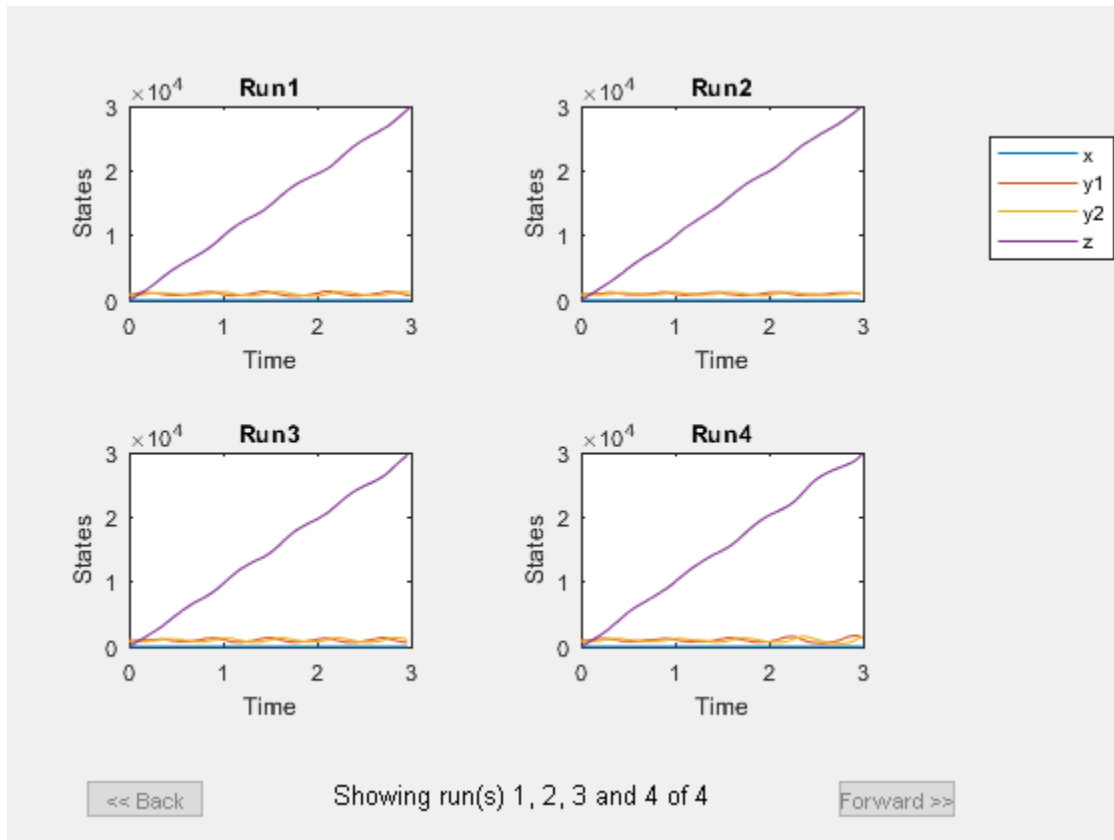 ×10^4 Run1
3
2
1
0
States
0 1 2 3
Time
×10^4 Run2
3
2
1
0
States
0 1 2 3
Time
x
y1
y2
z
×10^4 Run3
3
2
1
0
States
0 1 2 3
Time
×10^4 Run4
3
2
1
0
States
0 1 2 3
Time
<< Back
Showing run(s) 1, 2, 3 and 4 of 4
Forward >>